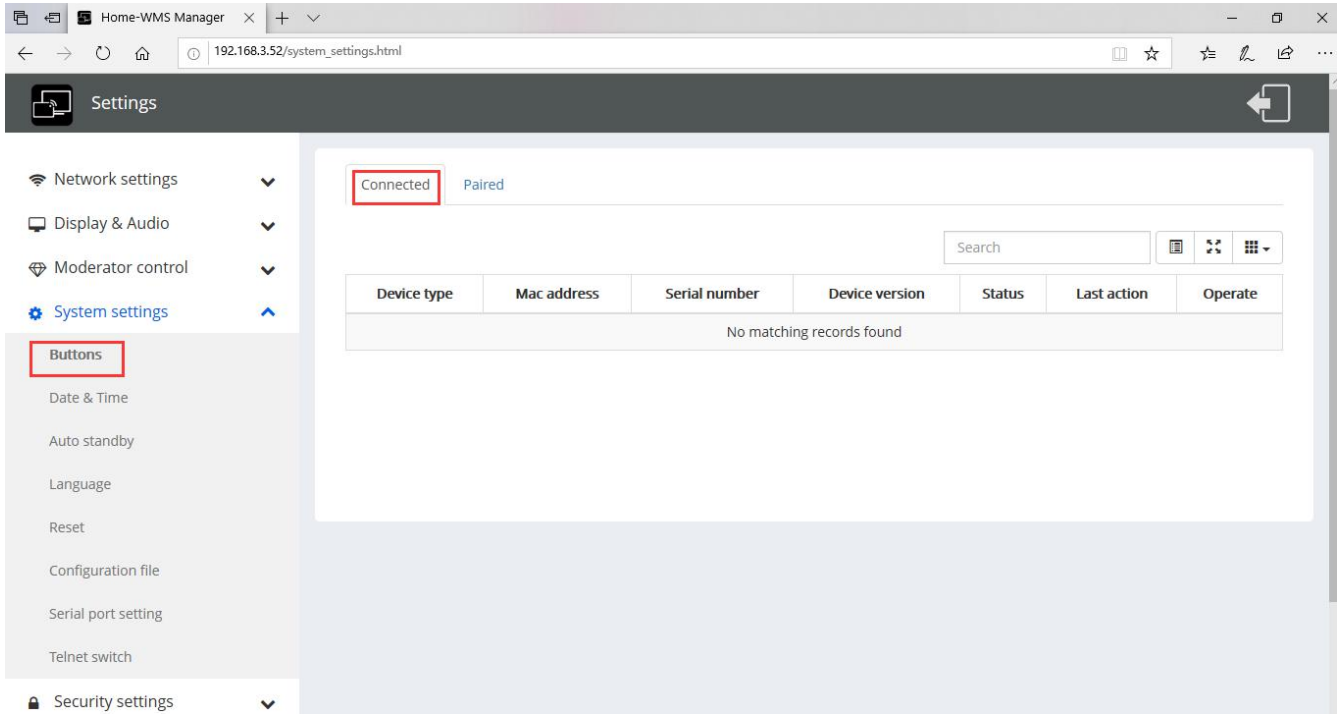 Home-WMS Manager
192.168.3.52/system_settings.html
Settings
Network settings
Display & Audio
Moderator control
System settings
Buttons
Date & Time
Auto standby
Language
Reset
Configuration file
Serial port setting
Telnet switch
Security settings
Connected Paired
Search
Device type Mac address Serial number Device version Status Last action Operate
No matching records found